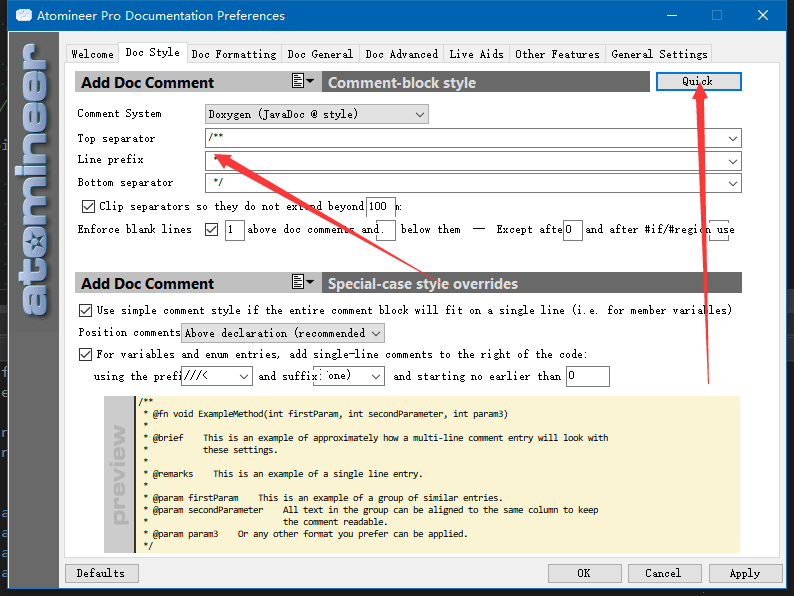 Atomineer Pro Documentation Preferences
atomineer
Welcome Doc Style Doc Formatting Doc General Doc Advanced Live Aids Other Features General Settings
Add Doc Comment Comment-block style Quick
Comment System Doxygen (JavaDoc @ style)
Top separator /**
Line prefix *
Bottom separator */
Clip separators so they do not extend beyond 100
Enforce blank lines 1 above doc comments and. below them — Except afte 0 and after #if/#region use
Add Doc Comment Special-case style overrides
Use simple comment style if the entire comment block will fit on a single line (i.e. for member variables)
Position comments Above declaration (recommended
For variables and enum entries, add single-line comments to the right of the code:
using the prefi ///< and suffix one) and starting no earlier than 0
preview
/**
* @fn void ExampleMethod(int firstParam, int secondParameter, int param3)
*
* @brief This is an example of approximately how a multi-line comment entry will look with
* these settings.
*
* @remarks This is an example of a single line entry.
*
* @param firstParam This is an example of a group of similar entries.
* @param secondParameter All text in the group can be aligned to the same column to keep
* the comment readable.
* @param param3 Or any other format you prefer can be applied.
*/
Defaults OK Cancel Apply